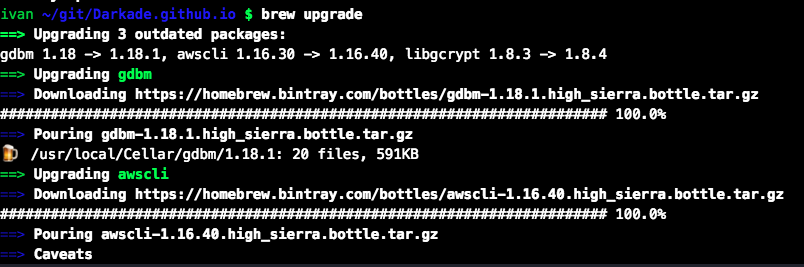 ivan ~/git/Darkade.github.io $ brew upgrade
==> Upgrading 3 outdated packages:
gdbm 1.18 -> 1.18.1, awscli 1.16.30 -> 1.16.40, libgcrypt 1.8.3 -> 1.8.4
==> Upgrading gdbm
==> Downloading https://homebrew.bintray.com/bottles/gdbm-1.18.1.high_sierra.bottle.tar.gz
######################################################################## 100.0%
==> Pouring gdbm-1.18.1.high_sierra.bottle.tar.gz
🍺 /usr/local/Cellar/gdbm/1.18.1: 20 files, 591KB
==> Upgrading awscli
==> Downloading https://homebrew.bintray.com/bottles/awscli-1.16.40.high_sierra.bottle.tar.gz
######################################################################## 100.0%
==> Pouring awscli-1.16.40.high_sierra.bottle.tar.gz
==> Caveats